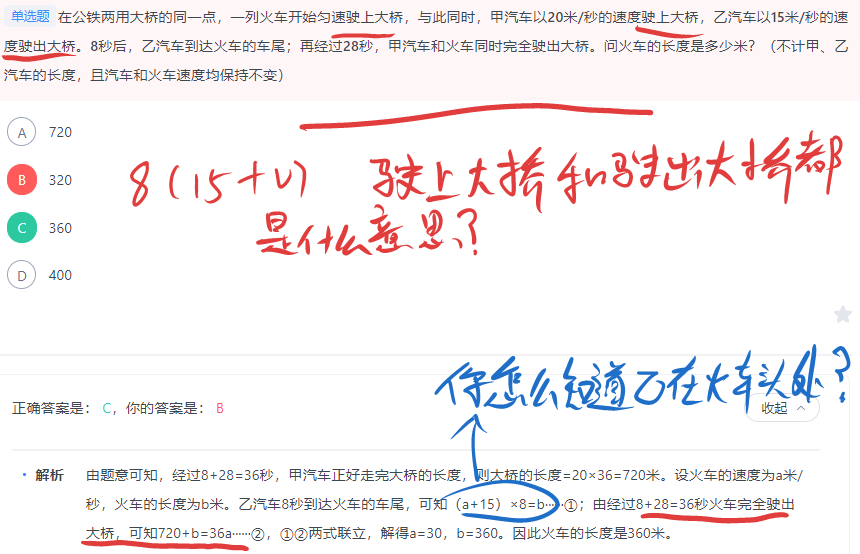 单选题 在公铁两用大桥的同一点，一列火车开始匀速驶上大桥，与此同时，甲汽车以20米/秒的速度驶上大桥，乙汽车以15米/秒的速
度驶出大桥。8秒后，乙汽车到达火车的车尾；再经过28秒，甲汽车和火车同时完全驶出大桥。问火车的长度是多少米？（不计甲、乙
汽车的长度，且汽车和火车速度均保持不变）
A 720
B 320
C 360
D 400
8(15+v) 驶上大桥和驶出大桥都
是什么意思？
你怎么知道乙在火车头处？
正确答案是： C，你的答案是： B
收起
· 解析 由题意可知，经过8+28=36秒，甲汽车正好走完大桥的长度，则大桥的长度=20×36=720米。设火车的速度为a米/
秒，火车的长度为b米。乙汽车8秒到达火车的车尾，可知（a+15）×8=b……①；由经过8+28=36秒火车完全驶出
大桥，可知720+b=36a……②，①②两式联立，解得a=30，b=360。因此火车的长度是360米。